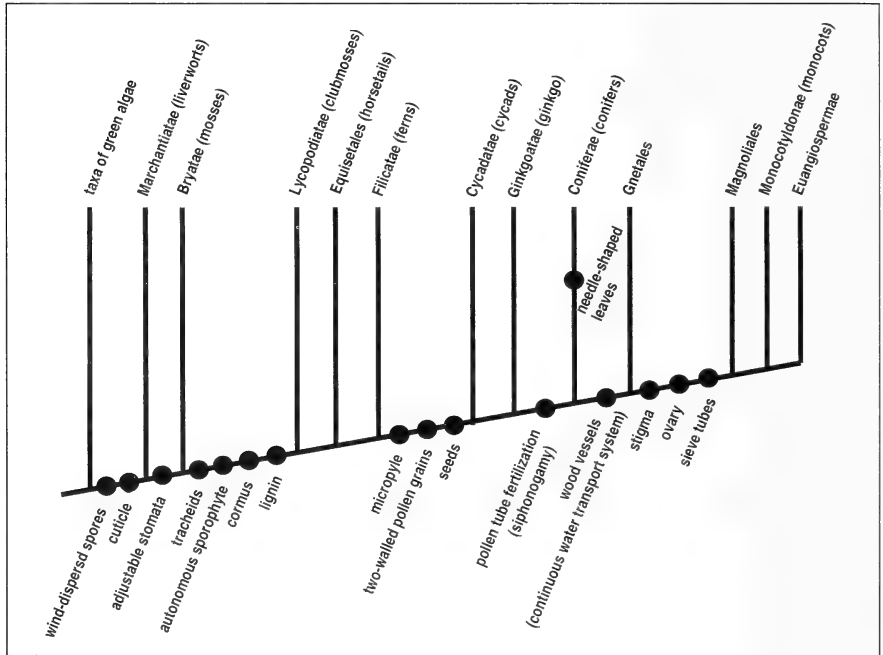 taxa of green algae
Marchantiatae (liverworts)
Bryatae (mosses)
Lycopodiatae (clubmosses)
Equisetales (horsetails)
Filicatae (ferns)
Cycadatae (cycads)
Ginkgoatae (ginkgo)
Coniferae (conifers)
Gnetales
Magnoliales
Monocotyldonae (monocots)
Euangiospermae
needle-shaped
leaves
wind-dispersd spores
cuticle
adjustable stomata
tracheids
autonomous sporophyte
cormus
lignin
micropyle
two-walled pollen grains
seeds
pollen tube fertilization
(siphonogamy)
wood vessels
(continuous water transport system)
stigma
ovary
sieve tubes